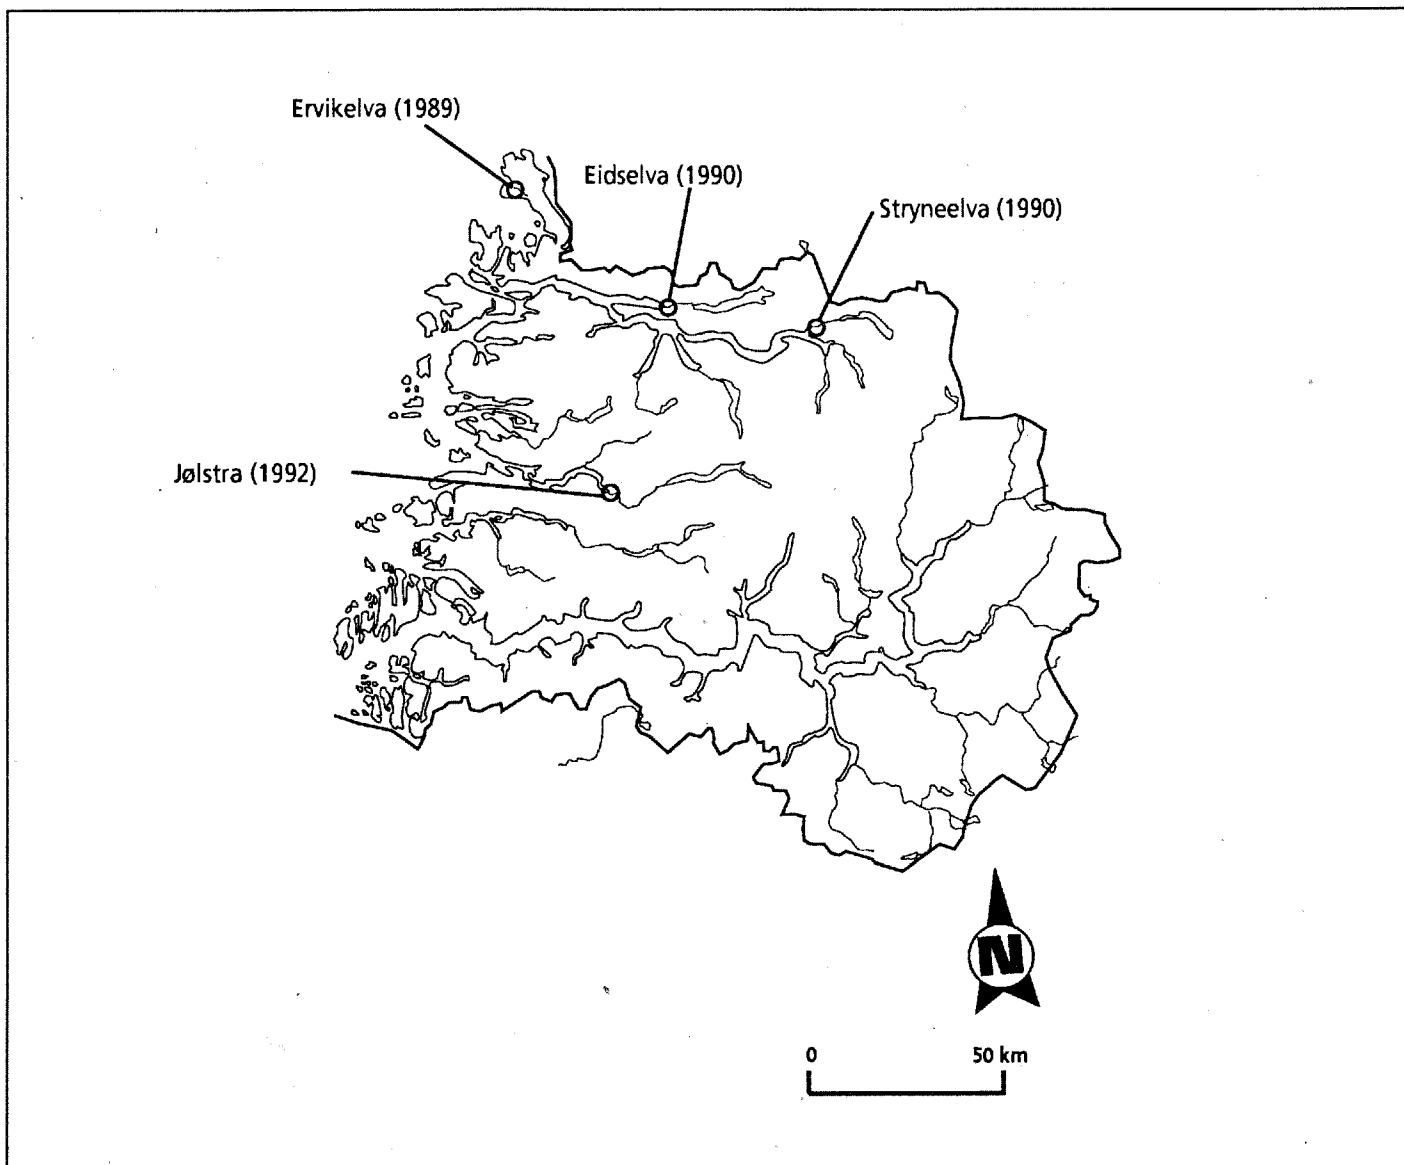 Ervikelva (1989)
Eidselva (1990)
Stryneelva (1990)
Jølstra (1992)
N
0 50 km